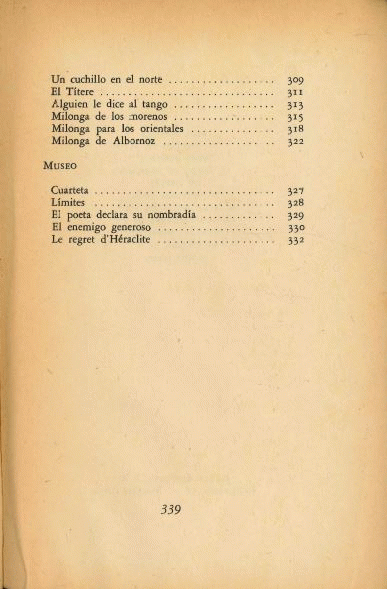 Un cuchillo en el norte .................. 309
El Títere .............................. 311
Alguien le dice al tango .................. 313
Milonga de los morenos .................. 315
Milonga para los orientales .............. 318
Milonga de Albornoz .................. 322
MUSEO
Cuarteta .............................. 327
Límites .............................. 328
El poeta declara su nombradía ............ 329
El enemigo generoso .................... 330
Le regret d'Héraclite .................... 332
339